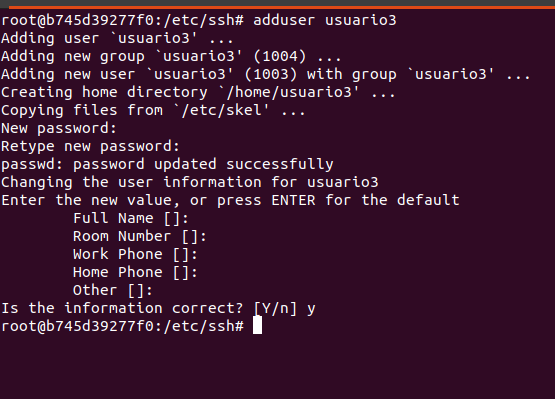 root@b745d39277f0:/etc/ssh# adduser usuario3
Adding user `usuario3' ...
Adding new group `usuario3' (1004) ...
Adding new user `usuario3' (1003) with group `usuario3' ...
Creating home directory `/home/usuario3' ...
Copying files from `/etc/skel' ...
New password:
Retype new password:
passwd: password updated successfully
Changing the user information for usuario3
Enter the new value, or press ENTER for the default
Full Name []:
Room Number []:
Work Phone []:
Home Phone []:
Other []:
Is the information correct? [Y/n] y
root@b745d39277f0:/etc/ssh#